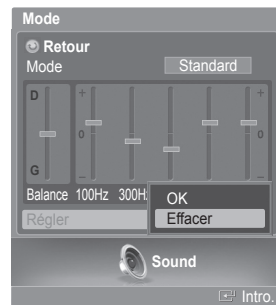 Mode
Retour
Mode Standard
D + +
0 0
G - -
Balance 100Hz 300H
OK
Régler Effacer
Sound
Intro.